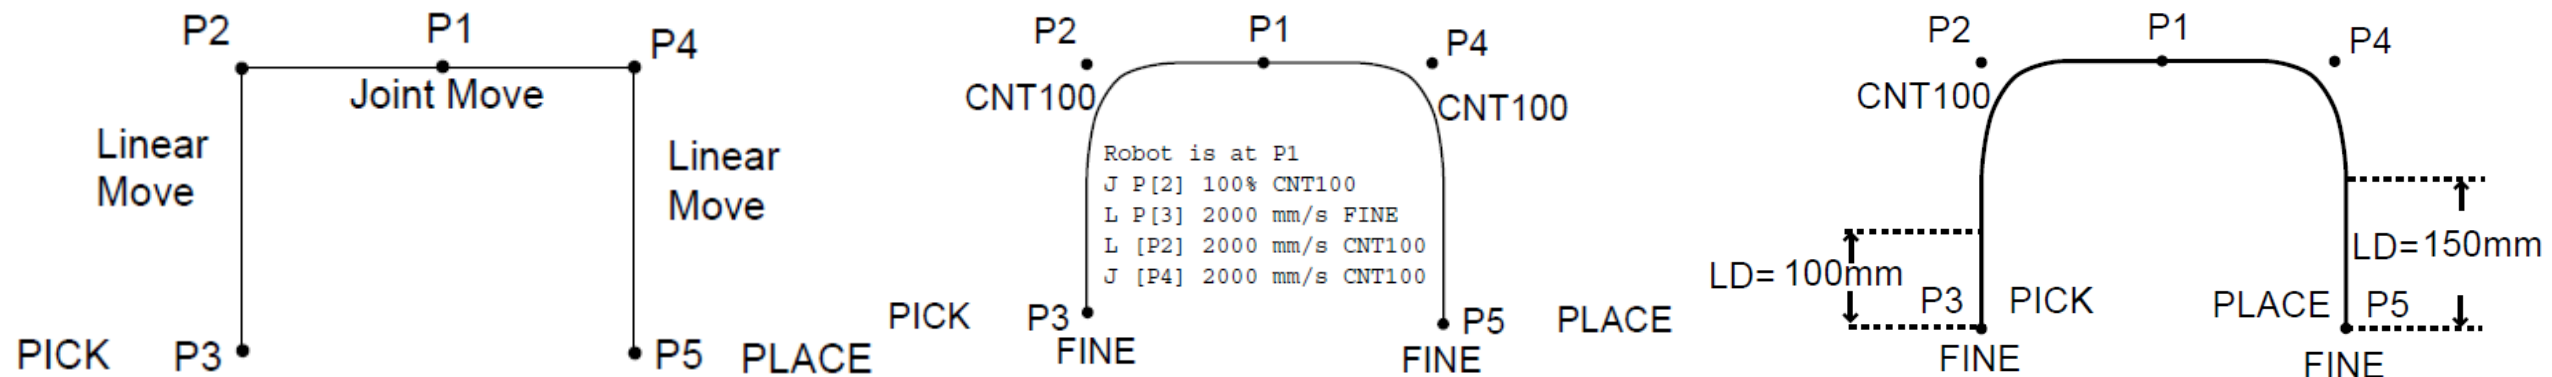 P2
P1
P4
Joint Move
Linear
Move
Linear
Move
PICK
P3
P5
PLACE
P2
P1
P4
CNT100
CNT100
Robot is at P1
J P[2] 100% CNT100
L P[3] 2000 mm/s FINE
L [P2] 2000 mm/s CNT100
J [P4] 2000 mm/s CNT100
PICK
P3
FINE
P5
PLACE
FINE
P2
P1
P4
CNT100
LD= 100mm
LD= 150mm
P3
PICK
PLACE
P5
FINE
FINE